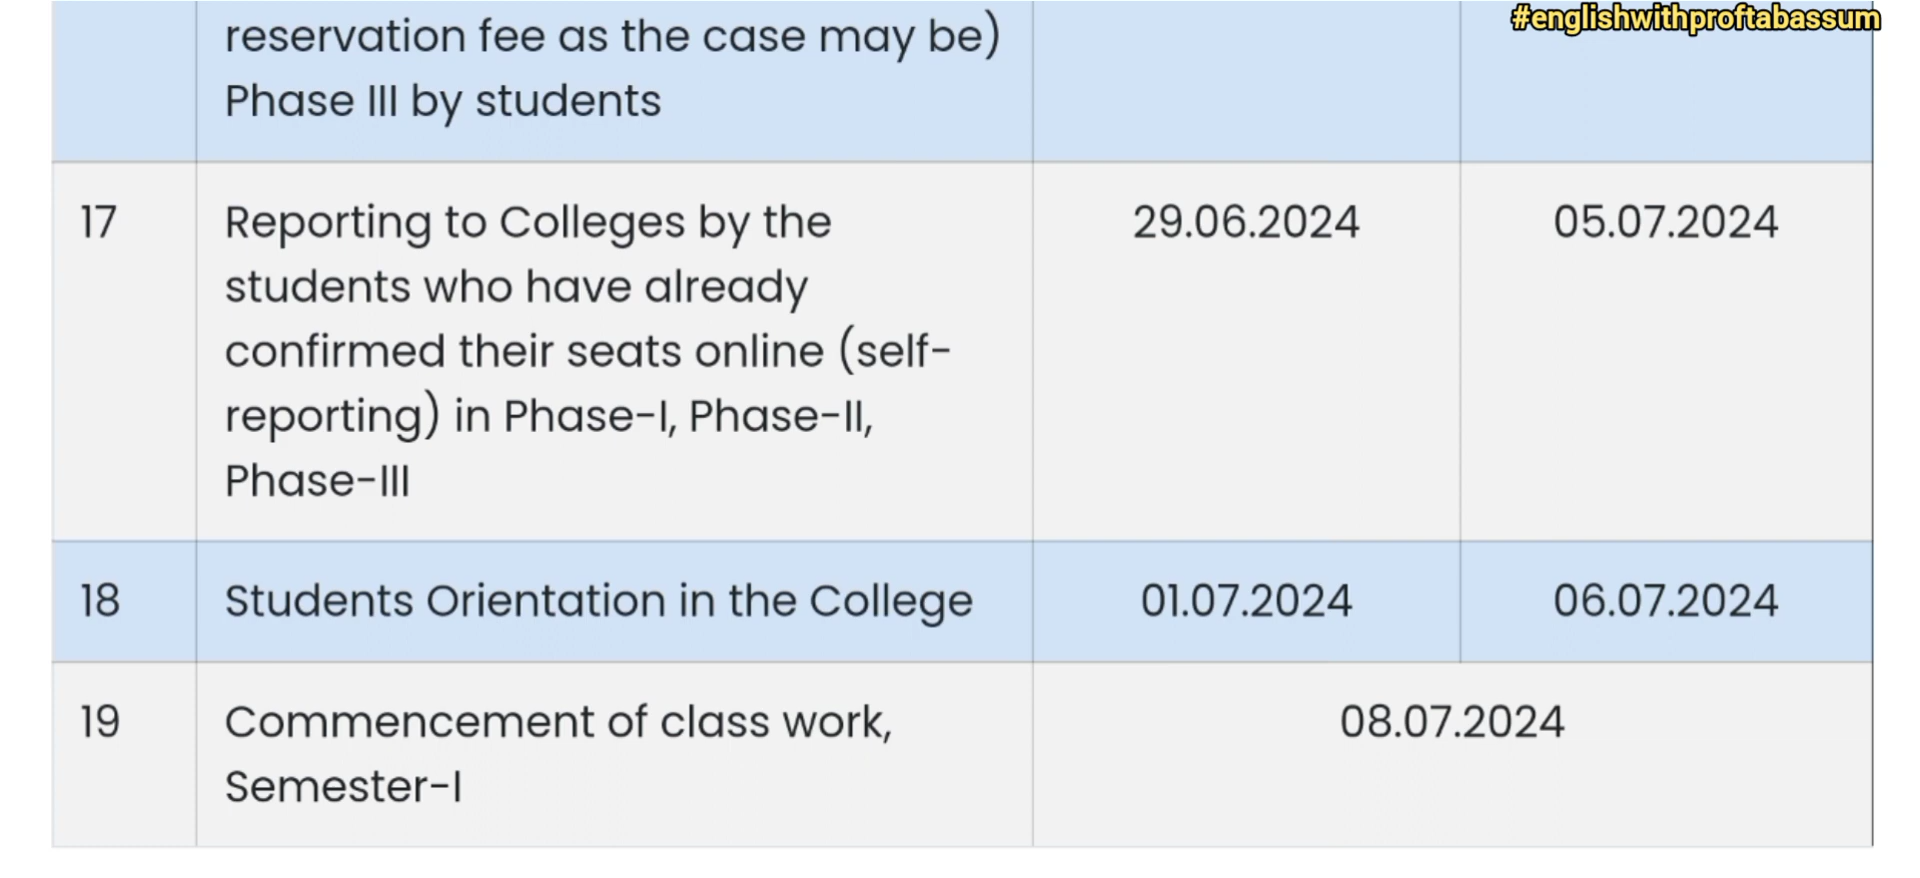 #englishwithproftabassum
reservation fee as the case may be)
Phase III by students
17 Reporting to Colleges by the 29.06.2024 05.07.2024
students who have already
confirmed their seats online (self-
reporting) in Phase-I, Phase-II,
Phase-III
18 Students Orientation in the College 01.07.2024 06.07.2024
19 Commencement of class work, 08.07.2024
Semester-I